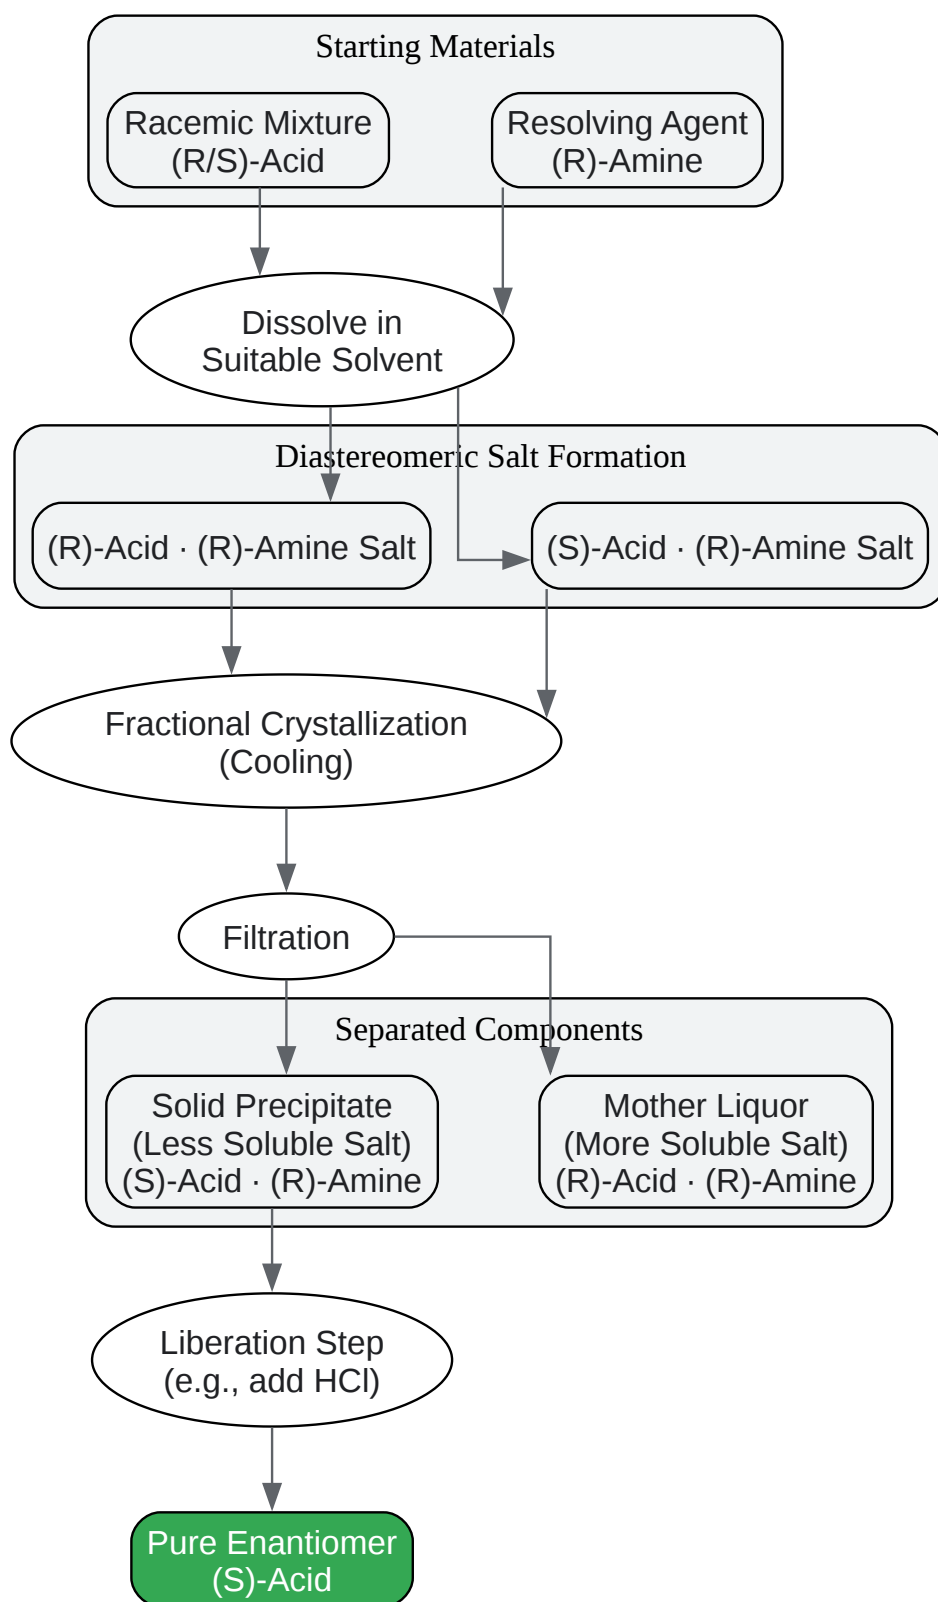 Starting Materials
Racemic Mixture
(R/S)-Acid
Resolving Agent
(R)-Amine
Dissolve in
Suitable Solvent
Diastereomeric Salt Formation
(R)-Acid · (R)-Amine Salt
(S)-Acid · (R)-Amine Salt
Fractional Crystallization
(Cooling)
Filtration
Separated Components
Solid Precipitate
(Less Soluble Salt)
(S)-Acid · (R)-Amine
Mother Liquor
(More Soluble Salt)
(R)-Acid · (R)-Amine
Liberation Step
(e.g., add HCl)
Pure Enantiomer
(S)-Acid